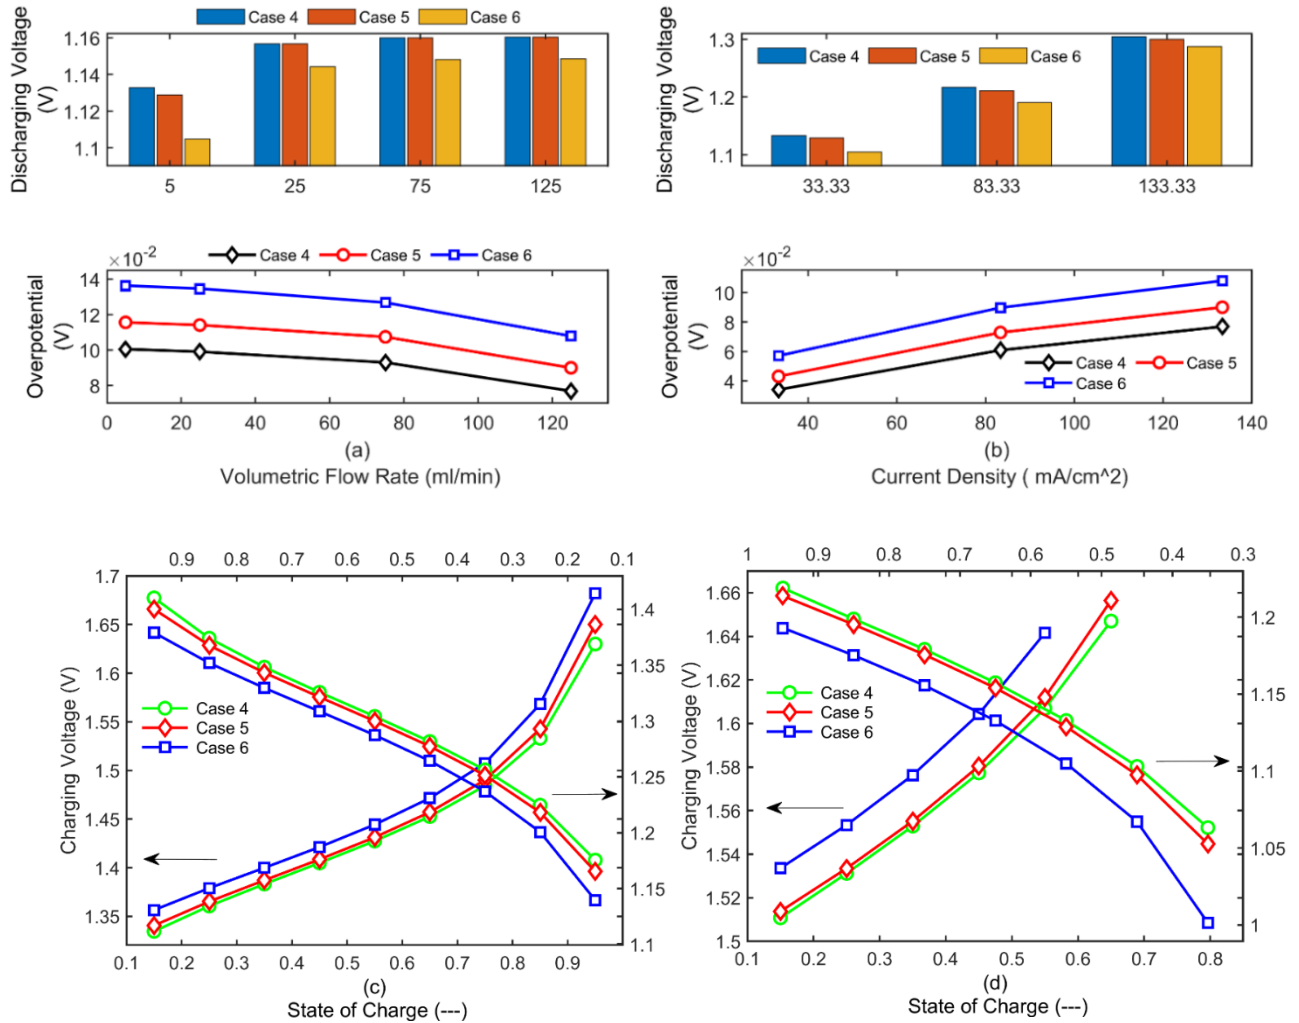 Case 4 Case 5 Case 6
Discharging Voltage
(V)
1.16
1.14
1.12
1.1
5 25 75 125
Case 4 Case 5 Case 6
Discharging Voltage
(V)
1.3
1.2
1.1
33.33 83.33 133.33
×10^-2
Case 4 Case 5 Case 6
Overpotential
(V)
14
12
10
8
0 20 40 60 80 100 120
(a)
Volumetric Flow Rate (ml/min)
×10^-2
Overpotential
(V)
10
8
6
4
Case 4 Case 5
Case 6
40 60 80 100 120 140
(b)
Current Density ( mA/cm^2)
0.9 0.8 0.7 0.6 0.5 0.4 0.3 0.2 0.1
Charging Voltage (V)
1.7
1.65
1.6
1.55
1.5
1.45
1.4
1.35
Case 4
Case 5
Case 6
1.4
1.35
1.3
1.25
1.2
1.15
1.1
0.1 0.2 0.3 0.4 0.5 0.6 0.7 0.8 0.9
(c)
State of Charge (---)
1 0.9 0.8 0.7 0.6 0.5 0.4 0.3
Charging Voltage (V)
1.66
1.64
1.62
1.6
1.58
1.56
1.54
1.52
1.5
Case 4
Case 5
Case 6
1.2
1.15
1.1
1.05
1
0.1 0.2 0.3 0.4 0.5 0.6 0.7 0.8
(d)
State of Charge (---)